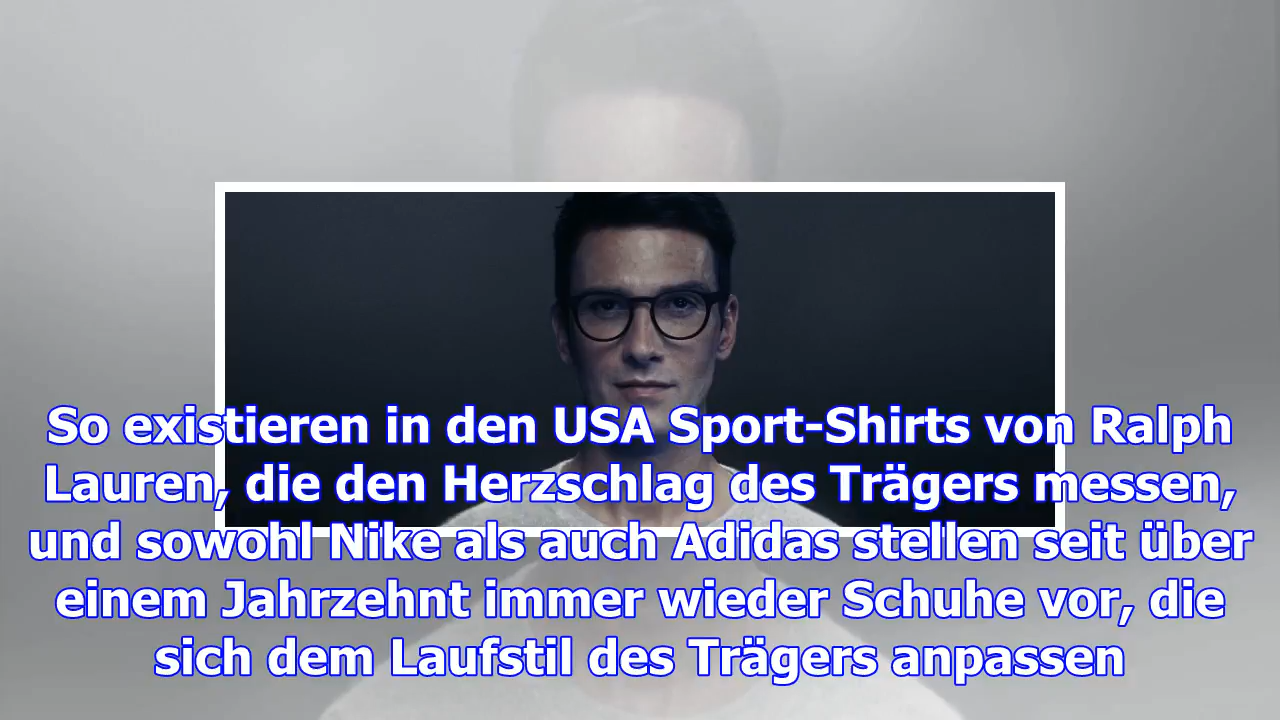 So existieren in den USA Sport-Shirts von Ralph
Lauren, die den Herzschlag des Trägers messen,
und sowohl Nike als auch Adidas stellen seit über
einem Jahrzehnt immer wieder Schuhe vor, die
sich dem Laufstil des Trägers anpassen